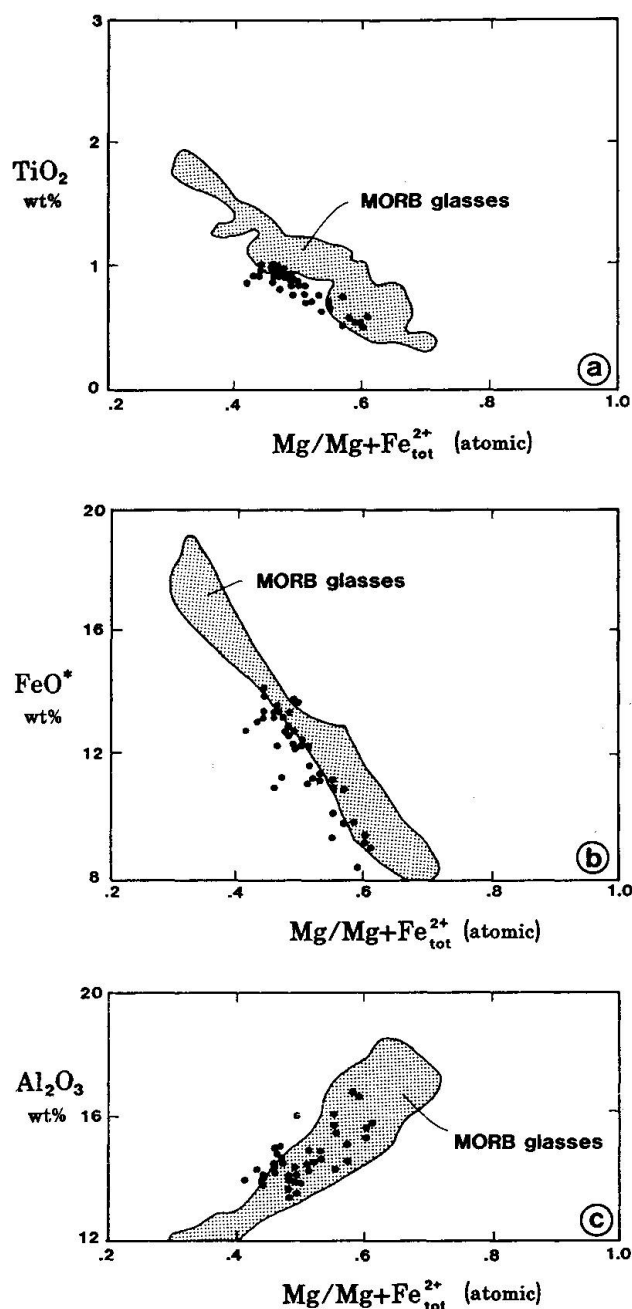 3
TiO2
wt%
2
MORB glasses
1
0
.2 .4 .6 .8 1.0
a
Mg/Mg+Fe2+tot (atomic)
20
MORB glasses
16
FeO*
wt%
12
8
.2 .4 .6 .8 1.0
b
Mg/Mg+Fe2+tot (atomic)
20
Al2O3
wt%
16
MORB glasses
12
.2 .4 .6 .8 1.0
c
Mg/Mg+Fe2+tot (atomic)